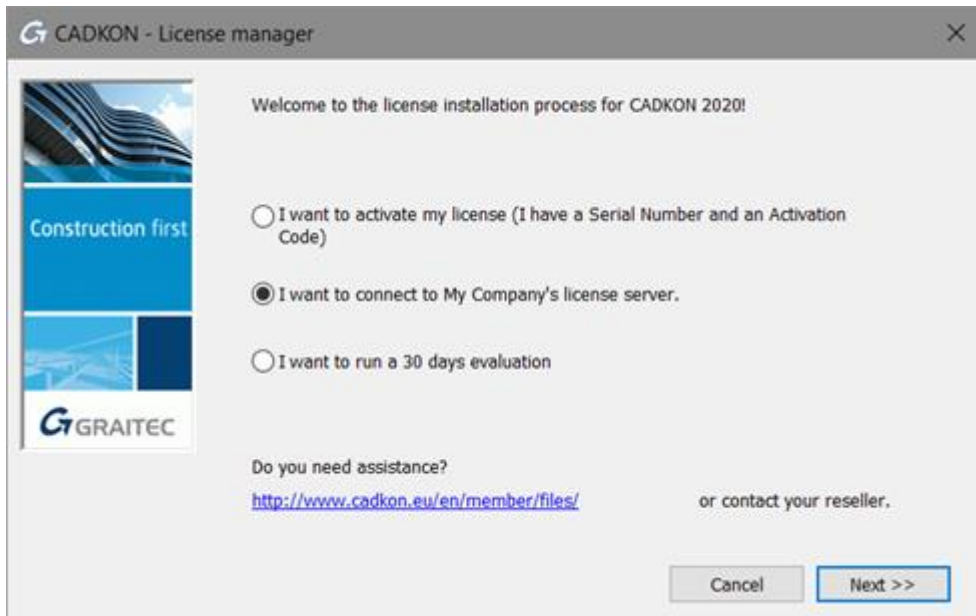 CADKON - License manager
Welcome to the license installation process for CADKON 2020!
Construction first
I want to activate my license (I have a Serial Number and an Activation
Code)
I want to connect to My Company's license server.
I want to run a 30 days evaluation
GRAITEC
Do you need assistance?
http://www.cadkon.eu/en/member/files/ or contact your reseller.
Cancel Next >>